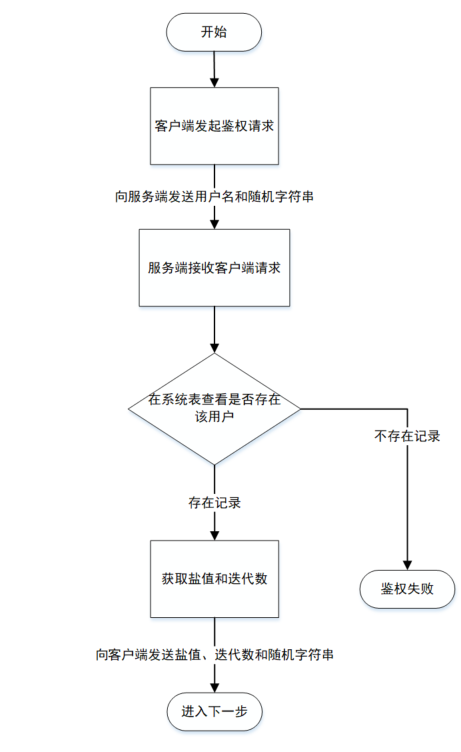 开始
客户端发起鉴权请求
向服务端发送用户名和随机字符串
服务端接收客户端请求
在系统表查看是否存在
该用户
不存在记录
存在记录
获取盐值和迭代数
鉴权失败
向客户端发送盐值、迭代数和随机字符串
进入下一步